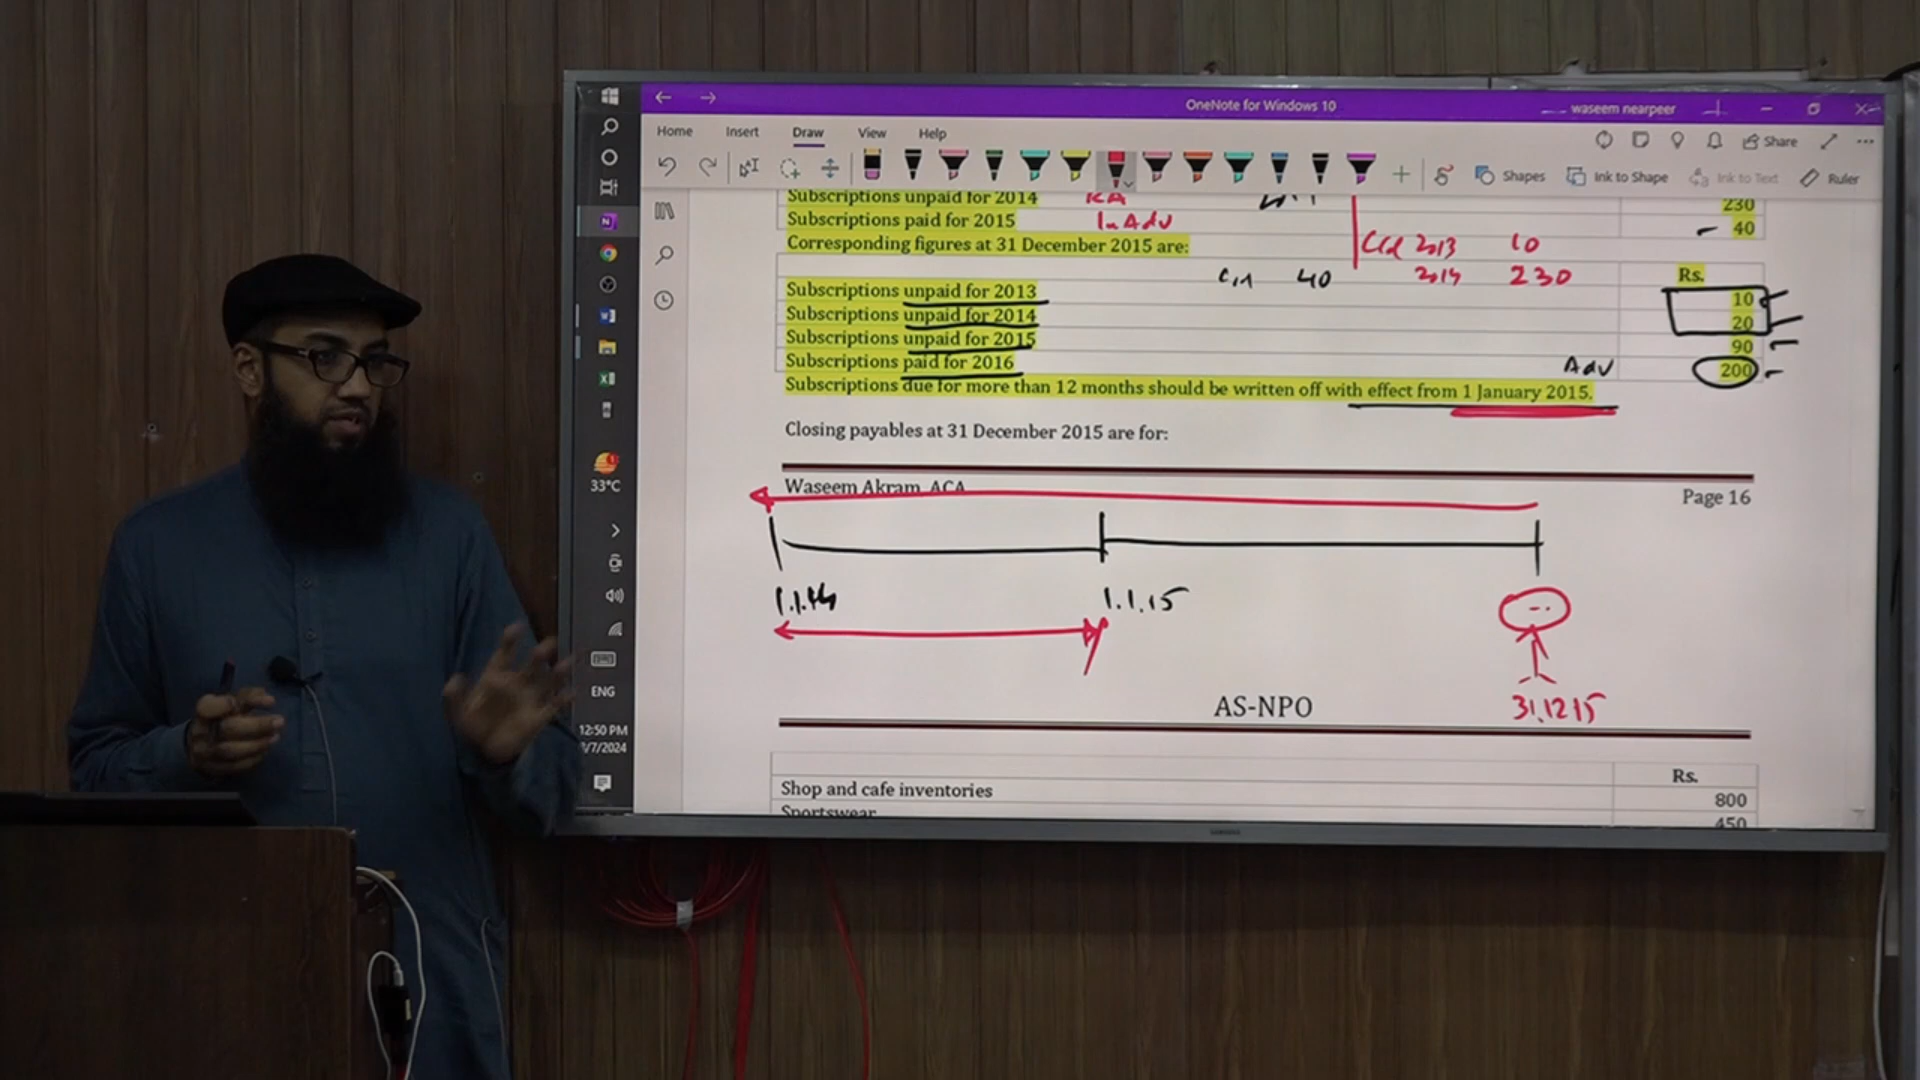 OneNote for Windows 10
waseem nearpeer
Home Insert Draw View Help
Share
Shapes Ink to Shape Ink to Text Ruler
Subscriptions unpaid for 2014 230
Subscriptions paid for 2015 In Adv 40
Corresponding figures at 31 December 2015 are: 2013 10
40 2014 230 Rs.
Subscriptions unpaid for 2013 10
Subscriptions unpaid for 2014 20
Subscriptions unpaid for 2015 90
Subscriptions paid for 2016 Adv 200
Subscriptions due for more than 12 months should be written off with effect from 1 January 2015.
Closing payables at 31 December 2015 are for:
Waseem Akram ACA Page 16
1.1.14 1.1.15
31.12.15
AS-NPO
Rs.
Shop and cafe inventories 800
Sportswear 450
33°C
ENG
12:50 PM
/7/2024